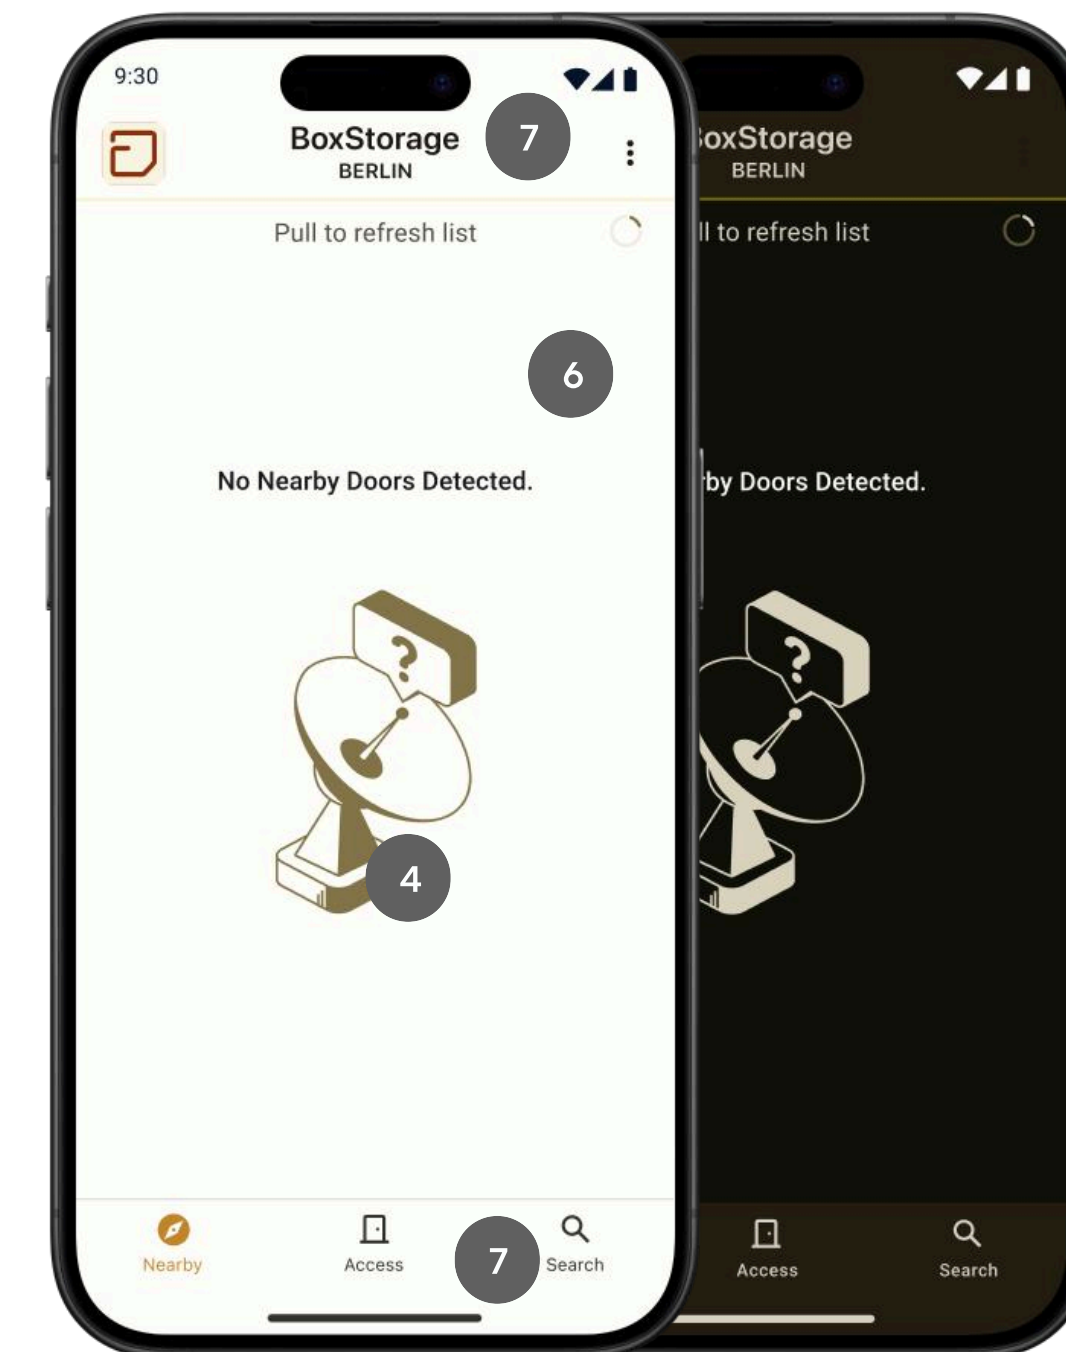 9:30
BoxStorage
7
BERLIN
Pull to refresh list
6
No Nearby Doors Detected.
?
4
Nearby
Access
7
Search
oxStorage
BERLIN
ll to refresh list
rby Doors Detected.
?
Access
Search